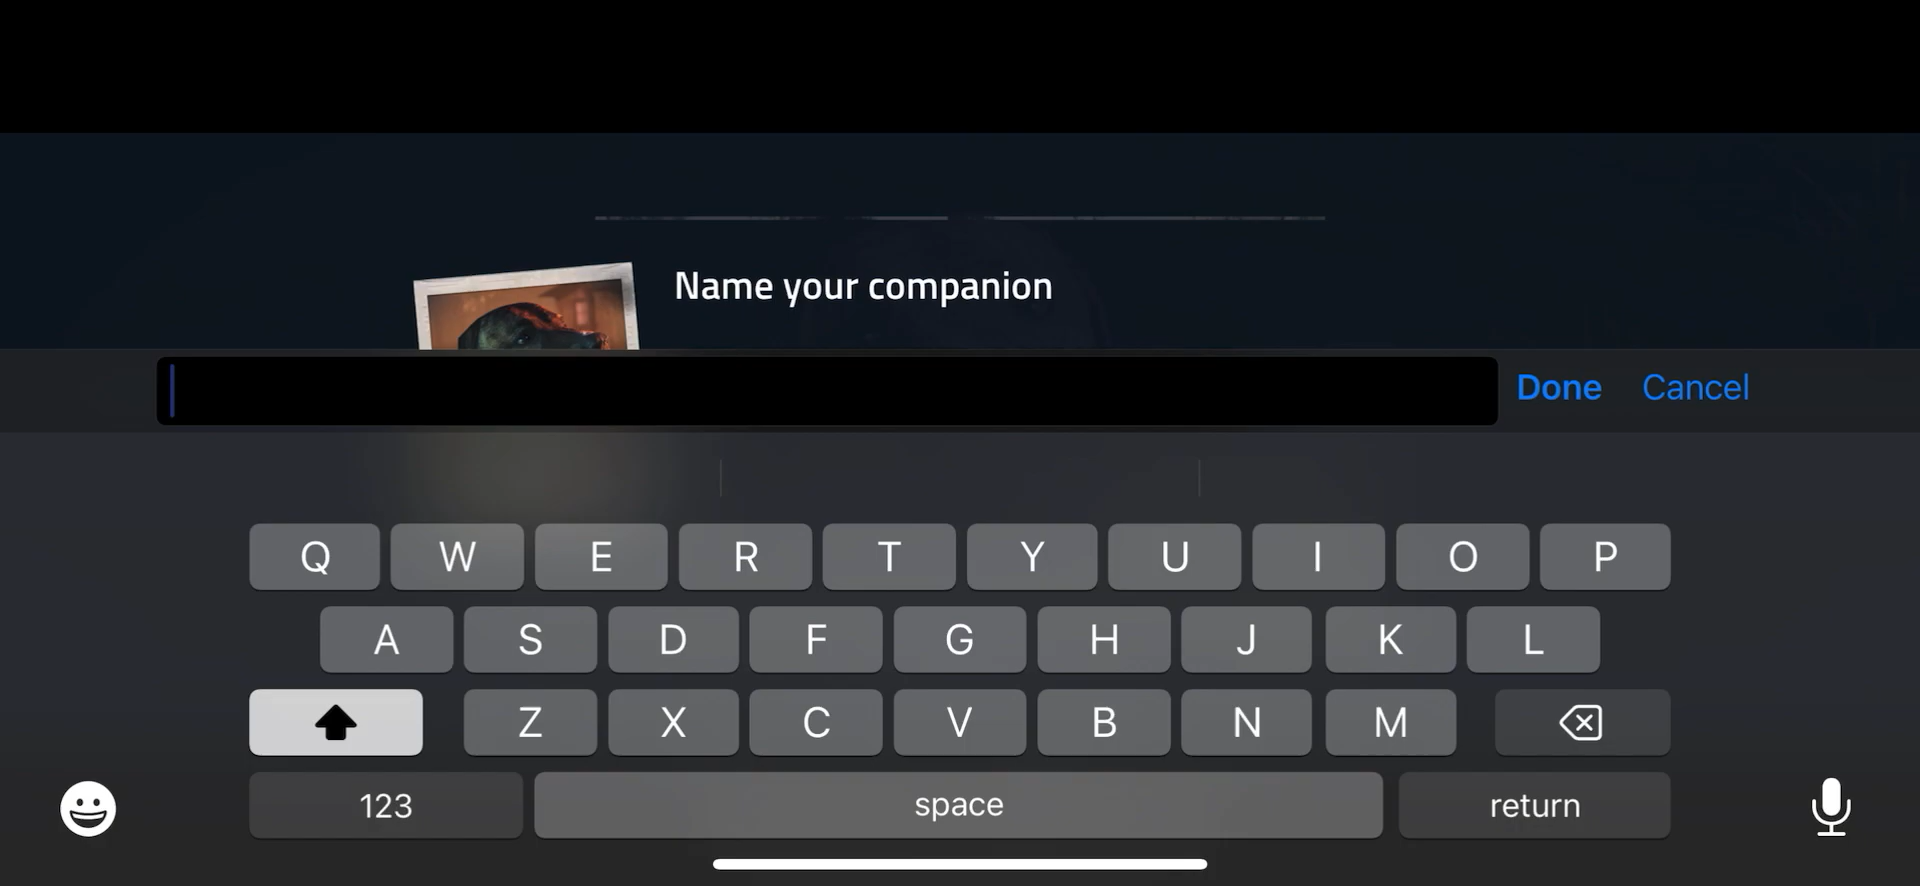 Name your companion
Done Cancel
Q W E R T Y U I O P
A S D F G H J K L
Z X C V B N M
123 space return